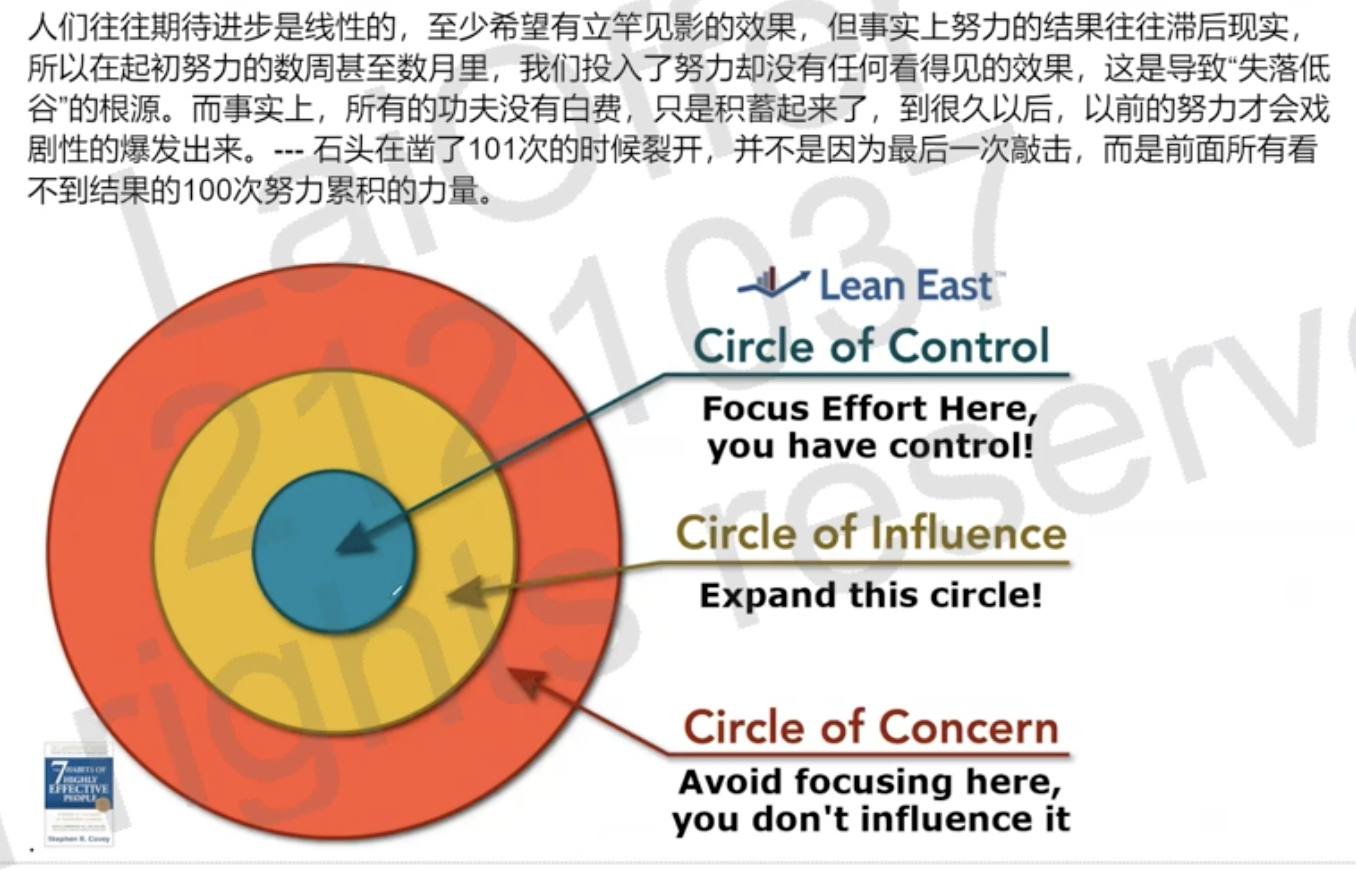 人们往往期待进步是线性的，至少希望有立竿见影的效果，但事实上努力的结果往往滞后现实，
所以在起初努力的数周甚至数月里，我们投入了努力却没有任何看得见的效果，这是导致“失落低
谷”的根源。而事实上，所有的功夫没有白费，只是积蓄起来了，到很久以后，以前的努力才会戏
剧性的爆发出来。--- 石头在凿了101次的时候裂开，并不是因为最后一次敲击，而是前面所有看
不到结果的100次努力累积的力量。
LaiOffer
2121037
rights reserve
Lean East™
Circle of Control
Focus Effort Here,
you have control!
Circle of Influence
Expand this circle!
Circle of Concern
Avoid focusing here,
you don't influence it
7 HABITS OF
HIGHLY
EFFECTIVE
PEOPLE
Stephen R. Covey